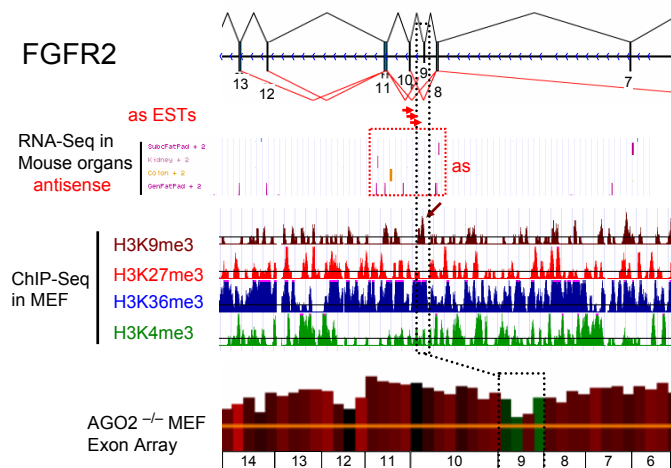 FGFR2
13 12 11 10 9 8 7
as ESTs
RNA-Seq in
Mouse organs
antisense
SubcFatPad + 2
Kidney + 2
Colon + 2
GenFatPad + 2
as
ChIP-Seq
in MEF
H3K9me3
H3K27me3
H3K36me3
H3K4me3
AGO2 –/– MEF
Exon Array
14 13 12 11 10 9 8 7 6